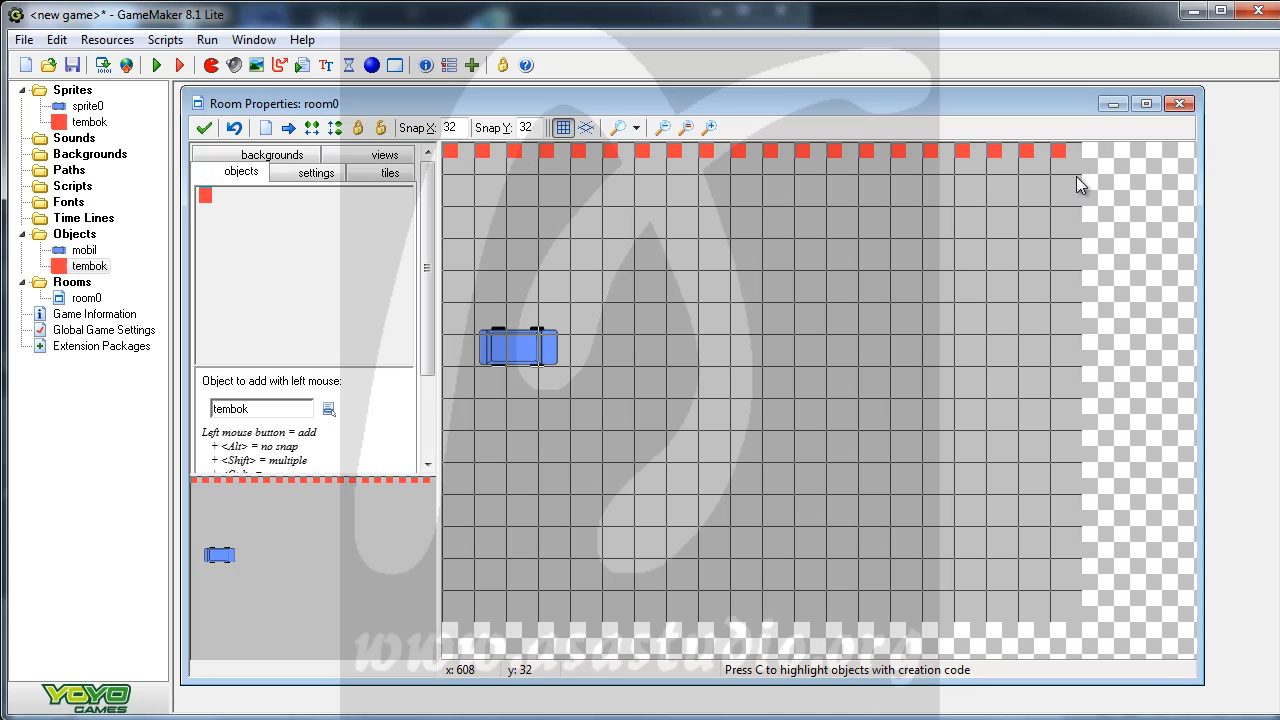 <new game>* - GameMaker 8.1 Lite
File Edit Resources Scripts Run Window Help
Sprites
sprite0
tembok
Sounds
Backgrounds
Paths
Scripts
Fonts
Time Lines
Objects
mobil
tembok
Rooms
room0
Game Information
Global Game Settings
Extension Packages
YOYO
GAMES
Room Properties: room0
Snap X: 32 Snap Y: 32
backgrounds views
objects settings tiles
Object to add with left mouse:
tembok
Left mouse button = add
+ <Alt> = no snap
+ <Shift> = multiple
x: 608 y: 32 Press C to highlight objects with creation code
www.asastudio.org